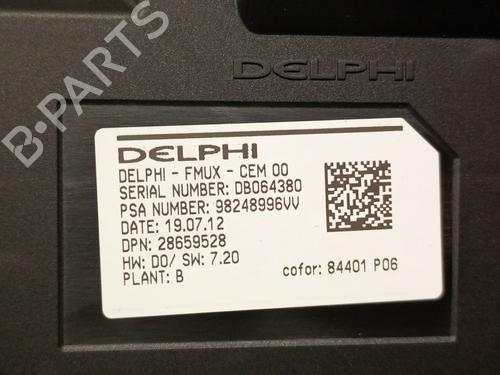 B-PARTS
DELPHI
DELPHI
DELPHI - FMUX - CEM 00
SERIAL NUMBER: DB064380
PSA NUMBER: 98248996VV
DATE: 19.07.12
DPN: 28659528
HW: D0/ SW: 7.20
PLANT: B
cofor: 84401 P06